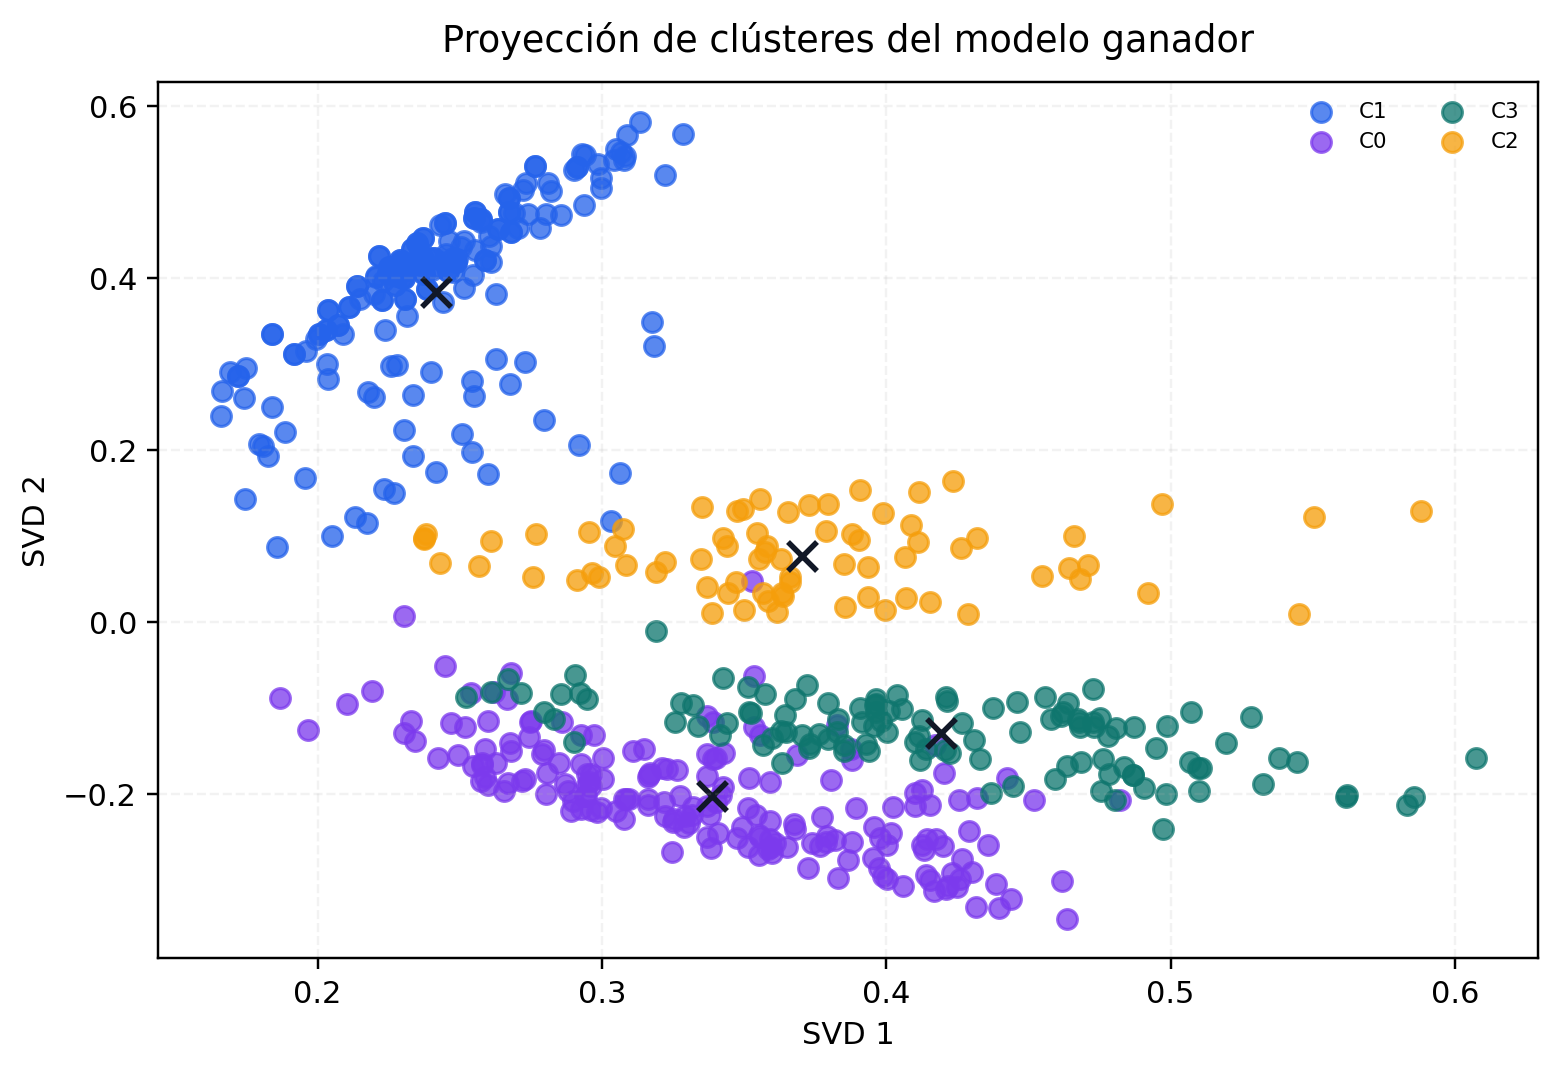 Proyección de clústeres del modelo ganador
C1
C0
C3
C2
0.6
0.4
0.2
0.0
−0.2
SVD 2
0.2
0.3
0.4
0.5
0.6
SVD 1